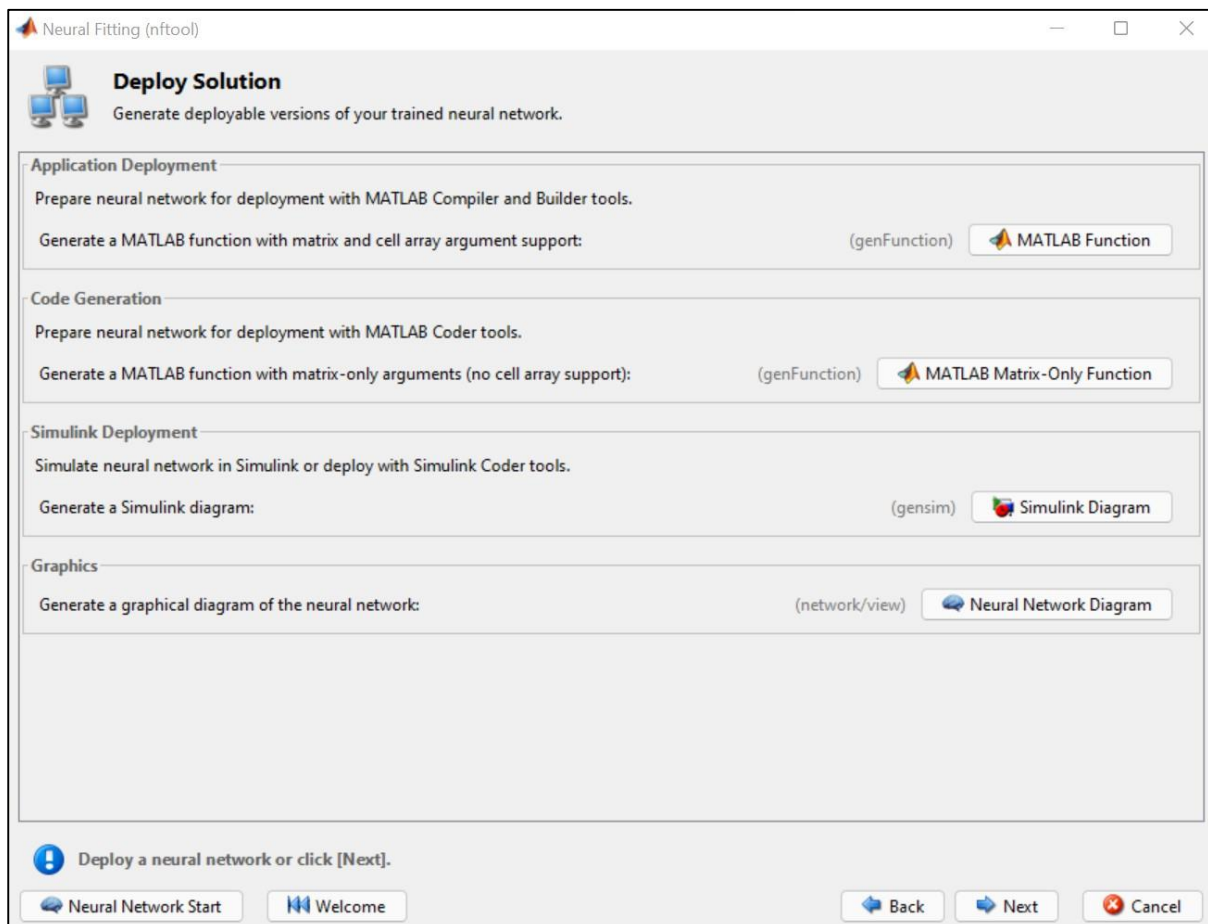 Neural Fitting (nftool)
Deploy Solution
Generate deployable versions of your trained neural network.
Application Deployment
Prepare neural network for deployment with MATLAB Compiler and Builder tools.
Generate a MATLAB function with matrix and cell array argument support: (genFunction) MATLAB Function
Code Generation
Prepare neural network for deployment with MATLAB Coder tools.
Generate a MATLAB function with matrix-only arguments (no cell array support): (genFunction) MATLAB Matrix-Only Function
Simulink Deployment
Simulate neural network in Simulink or deploy with Simulink Coder tools.
Generate a Simulink diagram: (gensim) Simulink Diagram
Graphics
Generate a graphical diagram of the neural network: (network/view) Neural Network Diagram
Deploy a neural network or click [Next].
Neural Network Start Welcome Back Next Cancel